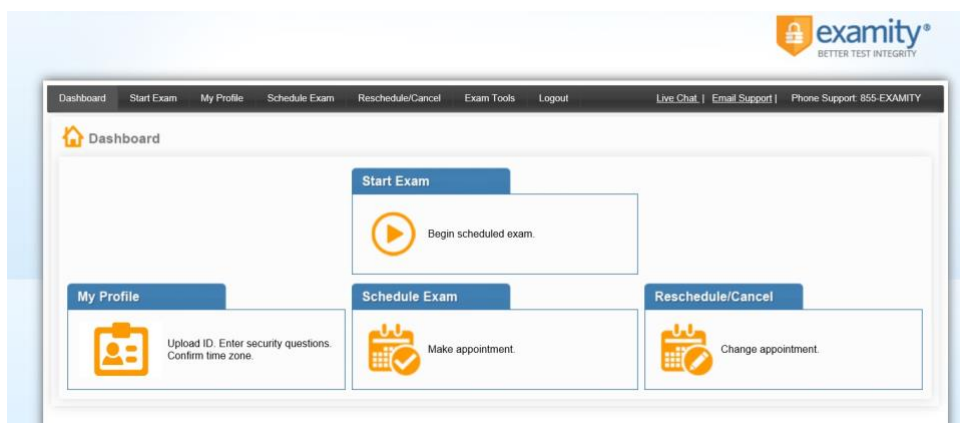 examity®
BETTER TEST INTEGRITY
Dashboard Start Exam My Profile Schedule Exam Reschedule/Cancel Exam Tools Logout Live Chat | Email Support | Phone Support: 855-EXAMITY
Dashboard
Start Exam
Begin scheduled exam.
My Profile
Upload ID. Enter security questions.
Confirm time zone.
Schedule Exam
Make appointment.
Reschedule/Cancel
Change appointment.